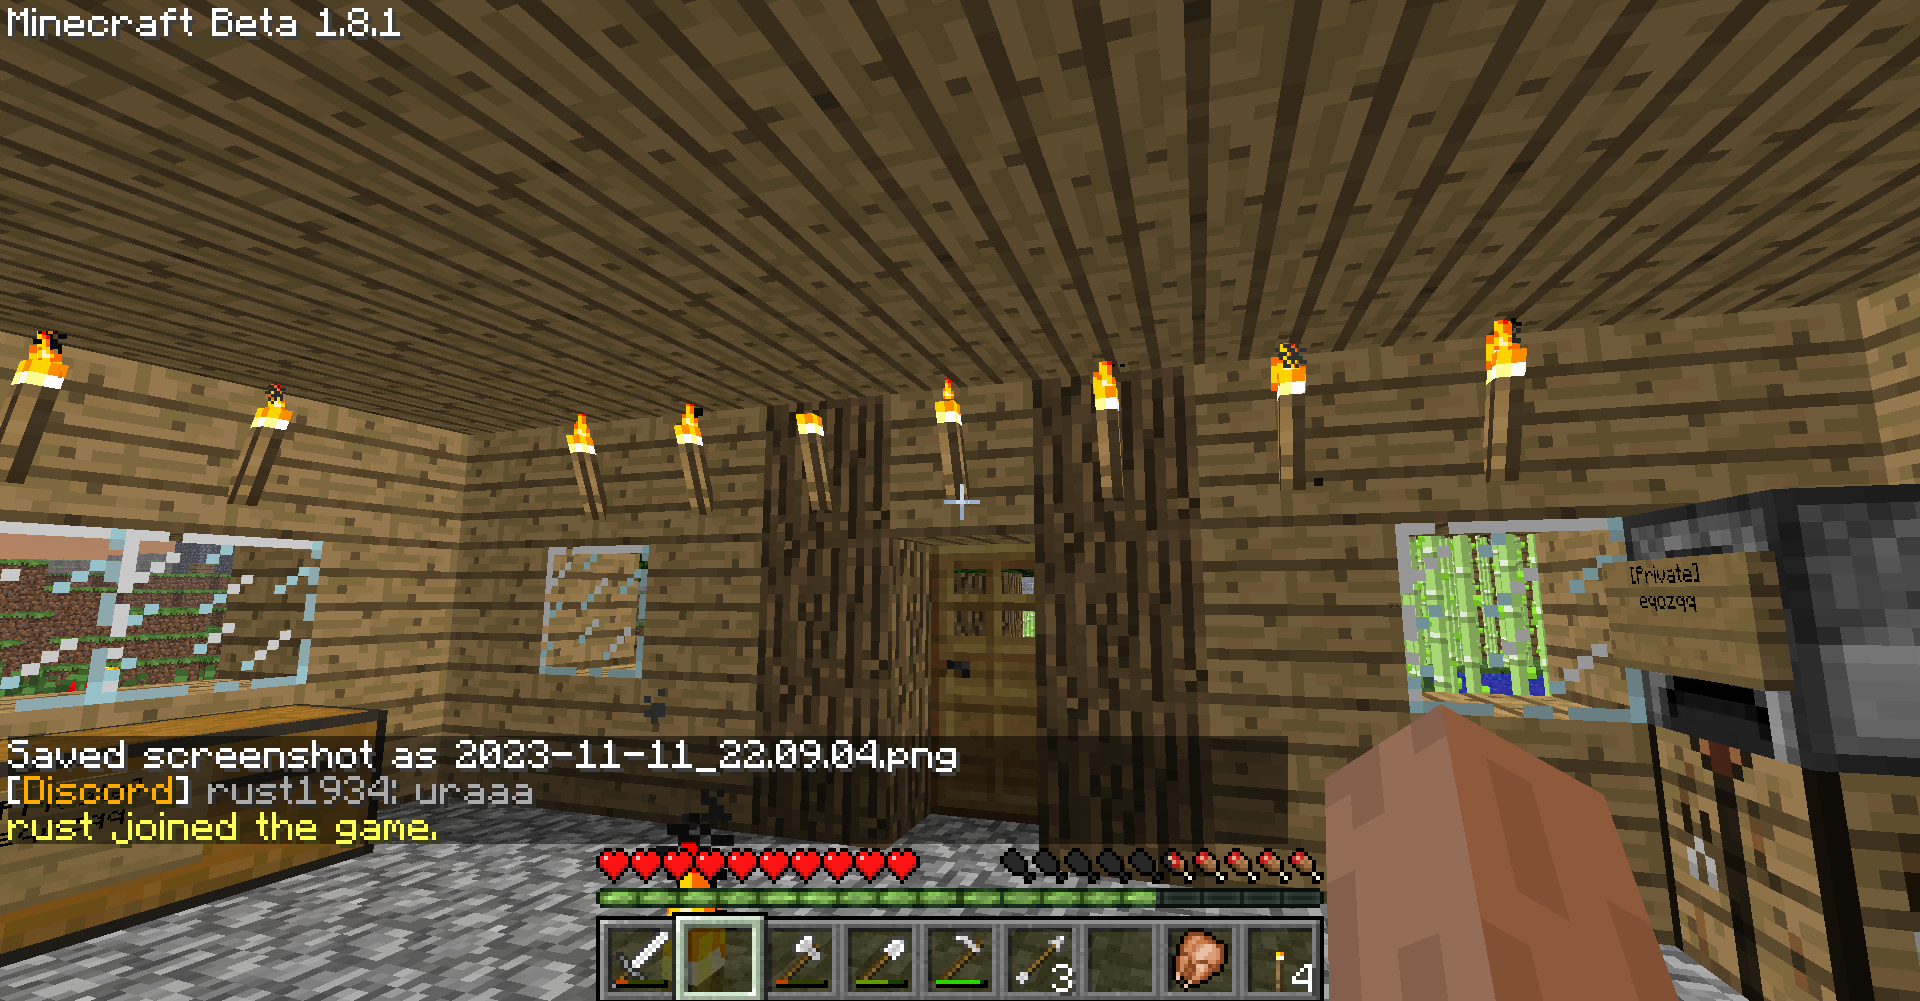 Minecraft Beta 1.8.1
[Private]
eqozqq
Saved screenshot as 2023-11-11_22.09.04.png
[Discord] rust1934: uraaa
rust joined the game.
3
4